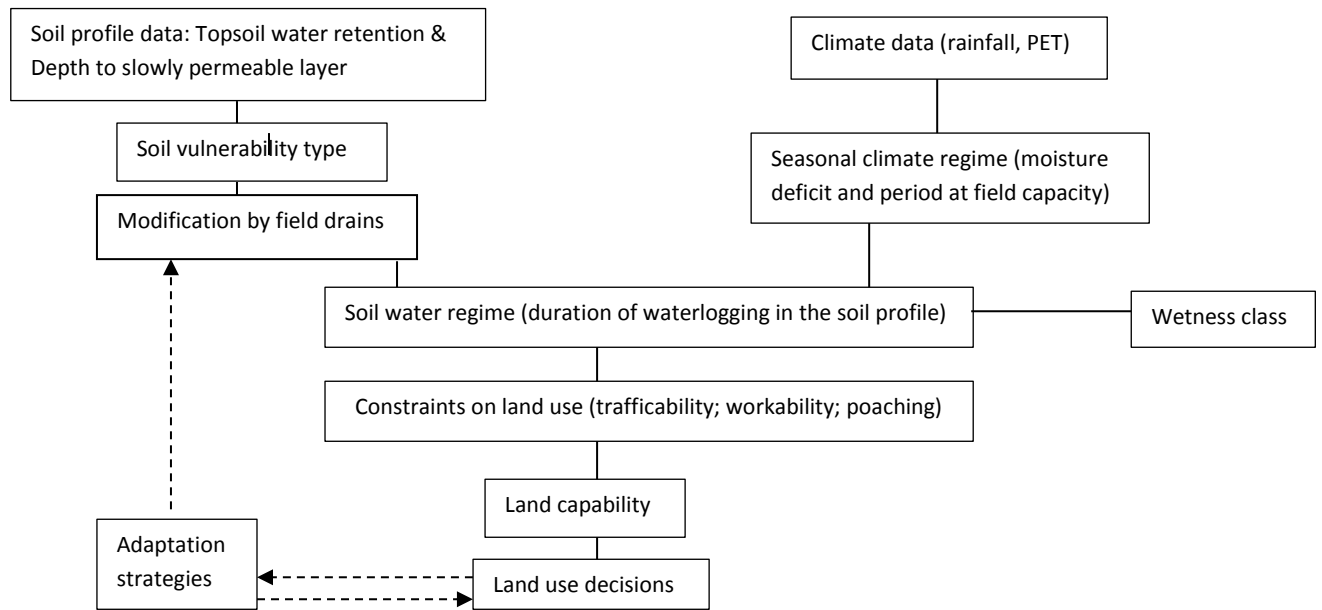 Soil profile data: Topsoil water retention &
Depth to slowly permeable layer
Climate data (rainfall, PET)
Soil vulnerability type
Seasonal climate regime (moisture
deficit and period at field capacity)
Modification by field drains
Soil water regime (duration of waterlogging in the soil profile)
Wetness class
Constraints on land use (trafficability; workability; poaching)
Land capability
Adaptation
strategies
Land use decisions